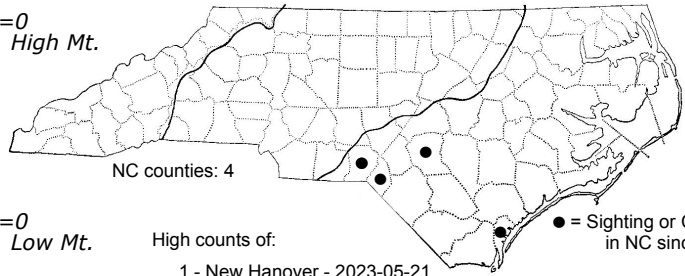 =0
High Mt.
NC counties: 4
=0
Low Mt.
High counts of:
● = Sighting or
in NC
1 - New Hanover - 2023-05-21